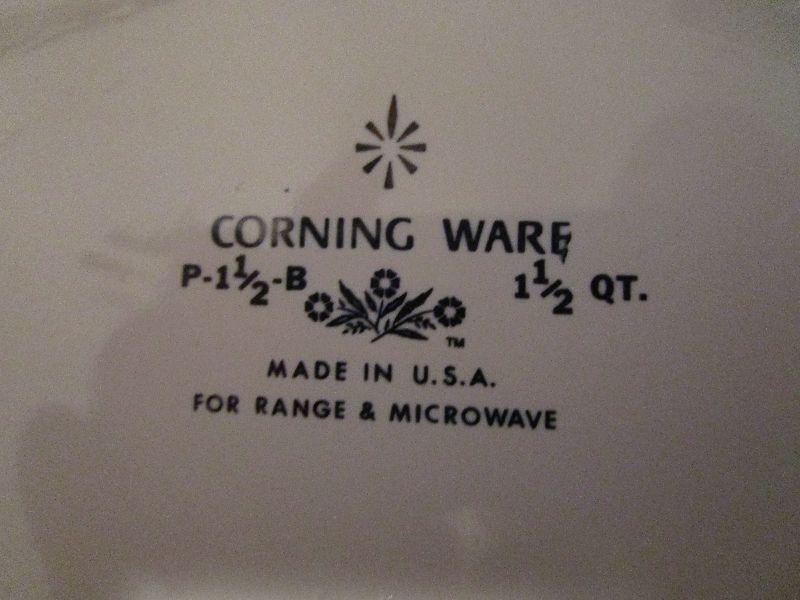 CORNING WARE
P-1½-B 1½ QT.
TM
MADE IN U.S.A.
FOR RANGE & MICROWAVE